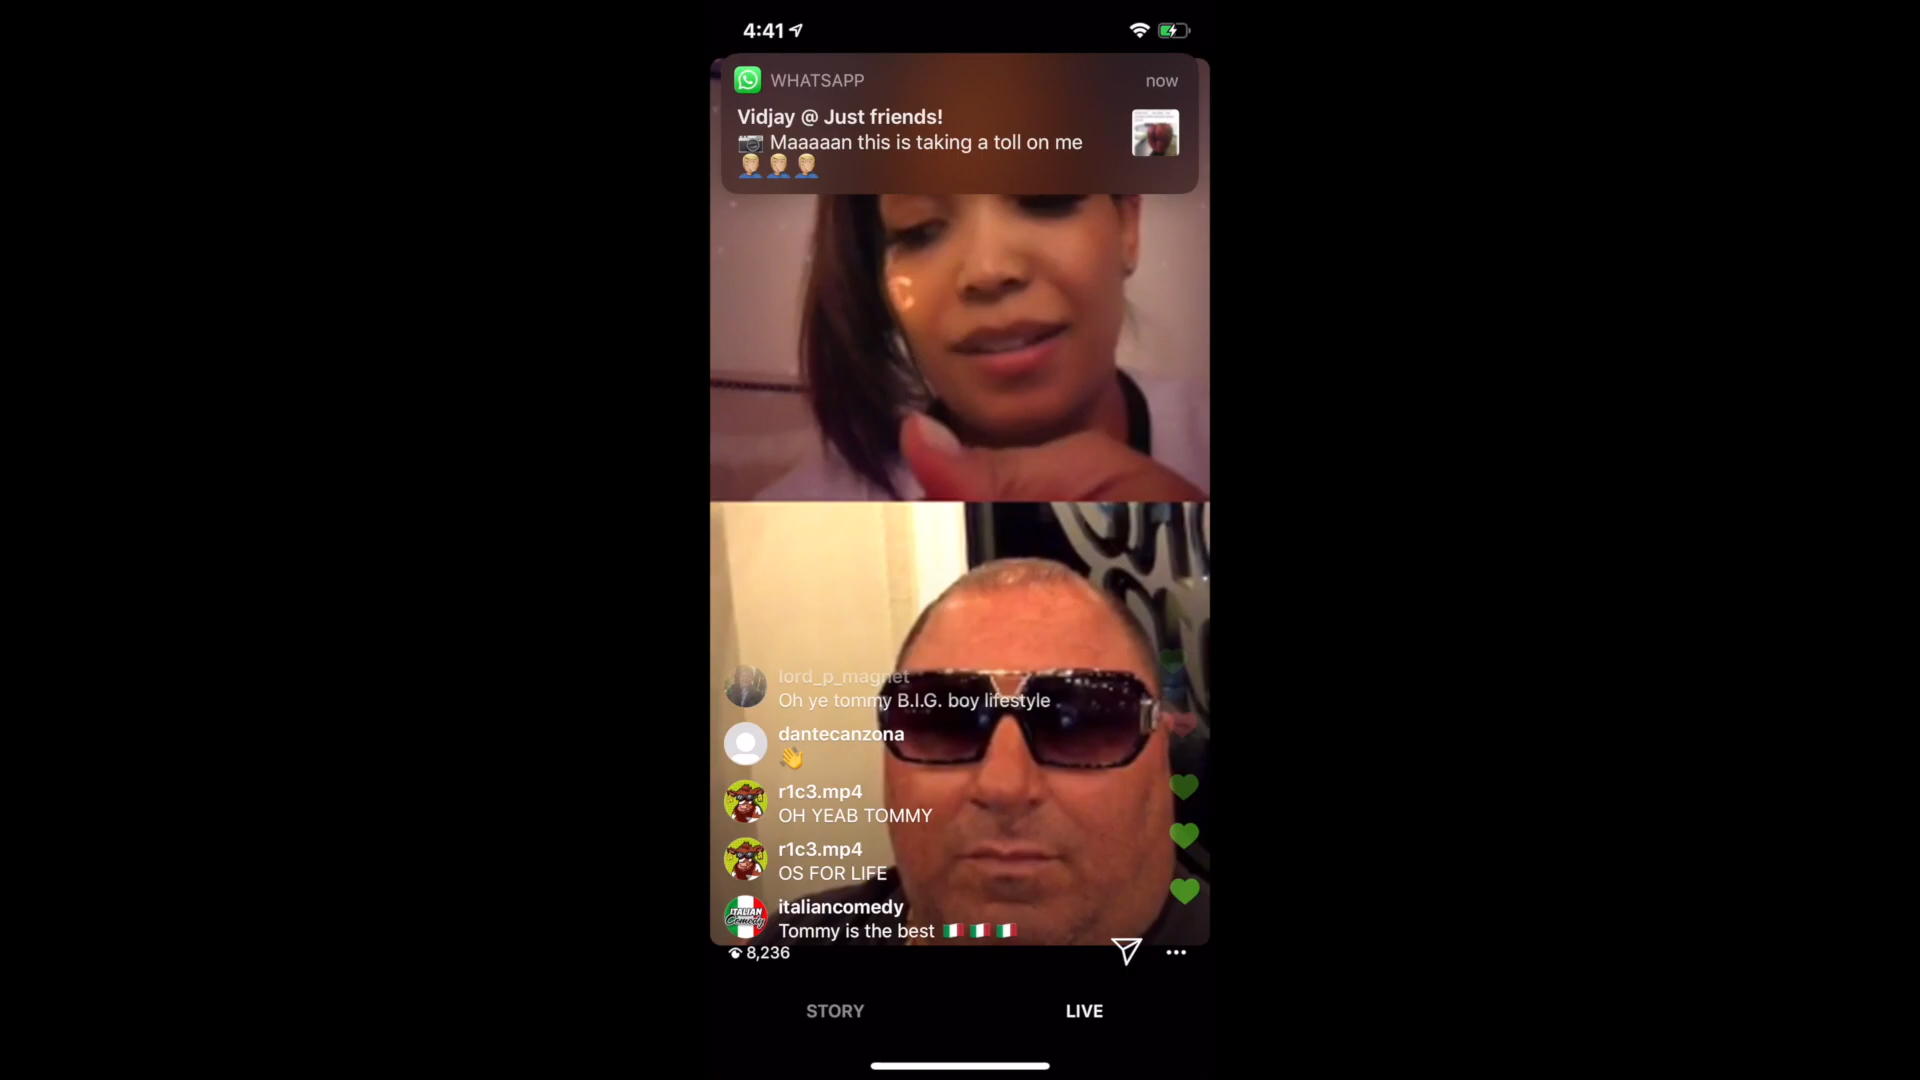 4:41
WHATSAPP
now
Vidjay @ Just friends!
📷 Maaaaan this is taking a toll on me
🤦🏼‍♂️🤦🏼‍♂️🤦🏼‍♂️
lord_p_magnet
Oh ye tommy B.I.G. boy lifestyle
dantecanzona
👋
r1c3.mp4
OH YEAB TOMMY
r1c3.mp4
OS FOR LIFE
ITALIAN
Comedy
italiancomedy
Tommy is the best 🇮🇹🇮🇹🇮🇹
8,236
STORY
LIVE